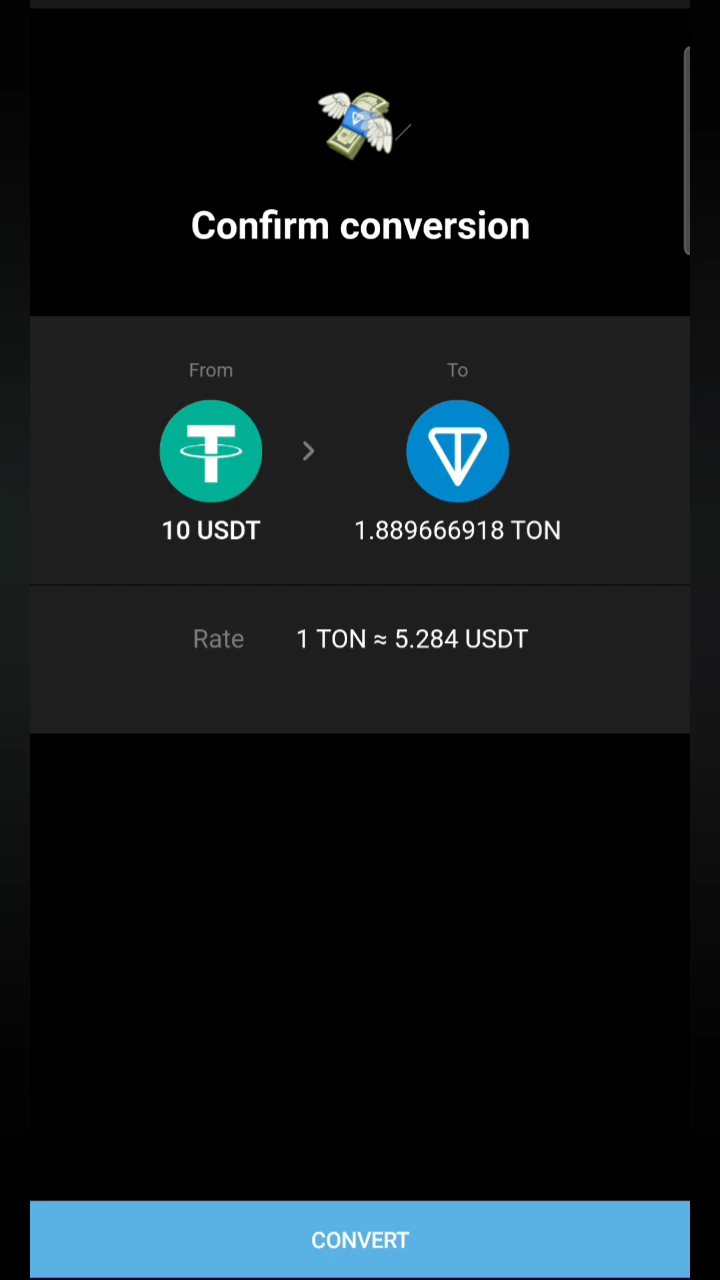 Confirm conversion
From
To
10 USDT
1.889666918 TON
Rate
1 TON ≈ 5.284 USDT
CONVERT